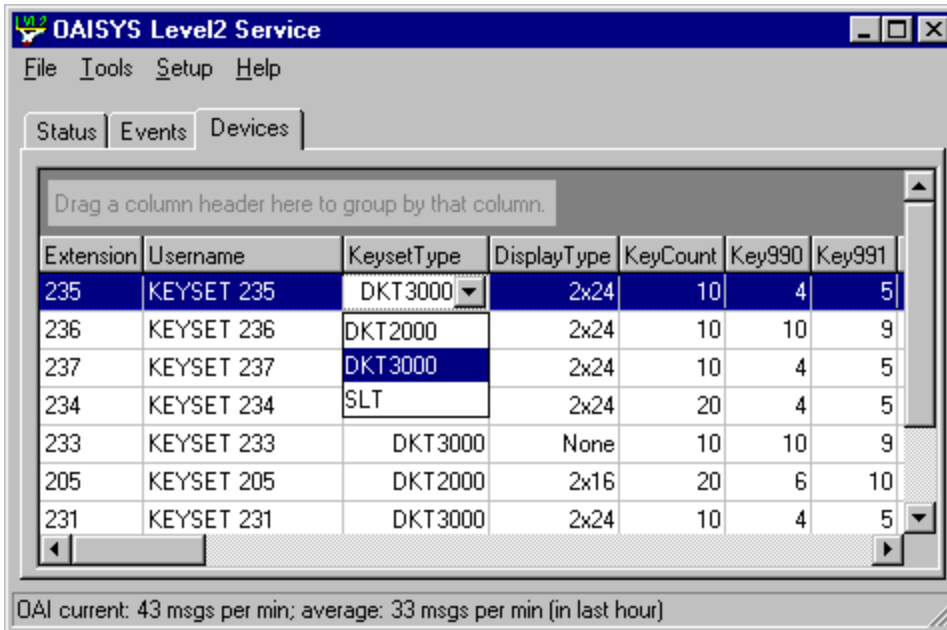 OAISYS Level2 Service
File Tools Setup Help
Status Events Devices
Drag a column header here to group by that column.
Extension Username KeysetType DisplayType KeyCount Key990 Key991
235 KEYSET 235 DKT3000 2x24 10 4 5
236 KEYSET 236 DKT2000 2x24 10 10 9
237 KEYSET 237 DKT3000 2x24 10 4 5
234 KEYSET 234 SLT 2x24 20 4 5
233 KEYSET 233 DKT3000 None 10 10 9
205 KEYSET 205 DKT2000 2x16 20 6 10
231 KEYSET 231 DKT3000 2x24 10 4 5
OAI current: 43 msgs per min; average: 33 msgs per min (in last hour)